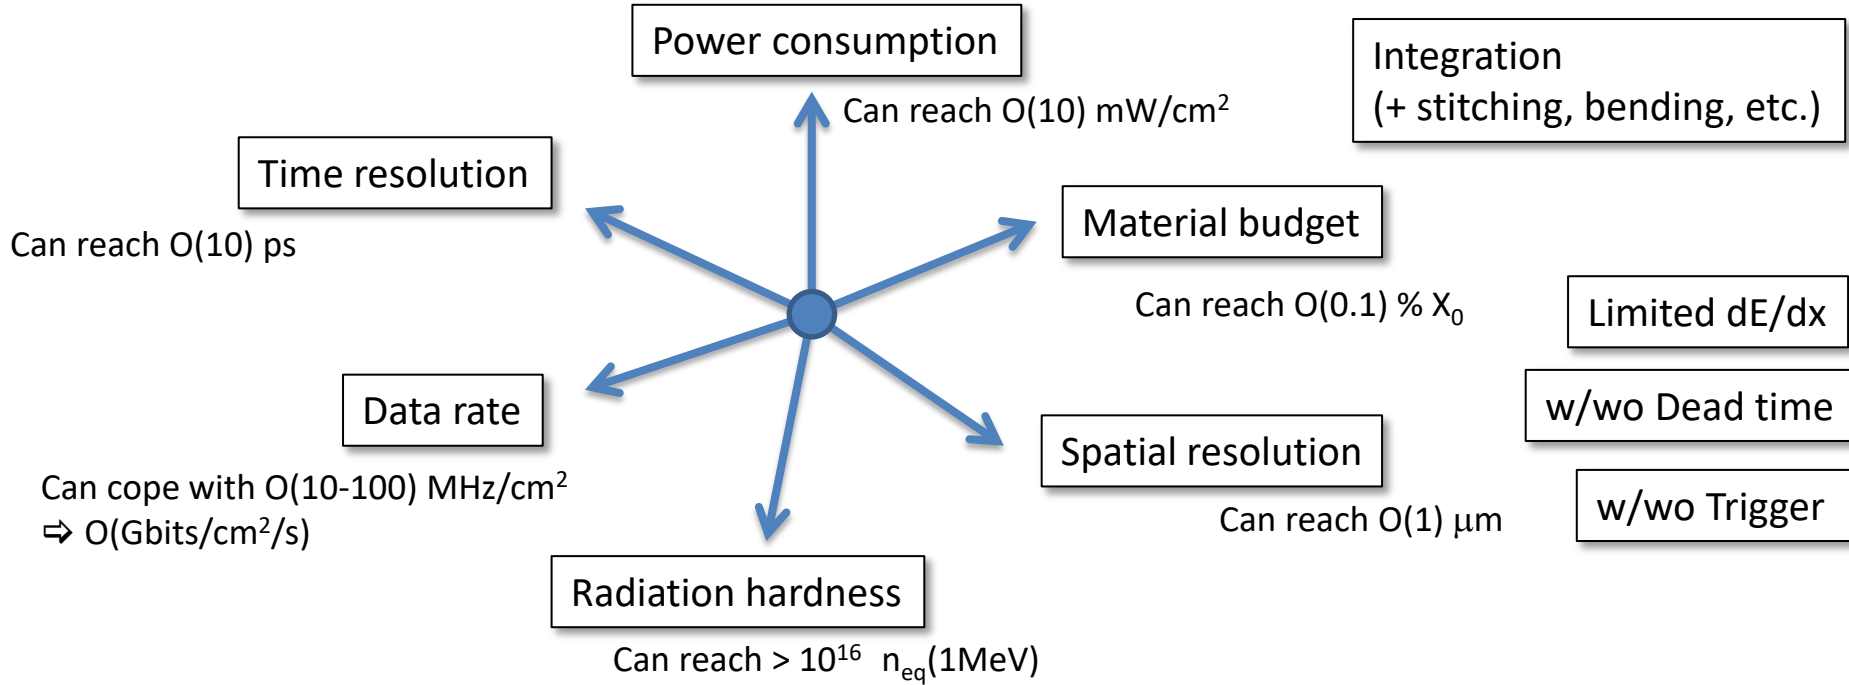 Power consumption
Can reach O(10) mW/cm²
Integration
(+ stitching, bending, etc.)
Time resolution
Can reach O(10) ps
Material budget
Can reach O(0.1) % X₀
Limited dE/dx
Data rate
Can cope with O(10-100) MHz/cm²
⇨ O(Gbits/cm²/s)
w/wo Dead time
Spatial resolution
Can reach O(1) μm
w/wo Trigger
Radiation hardness
Can reach > 10¹⁶ n_eq(1MeV)